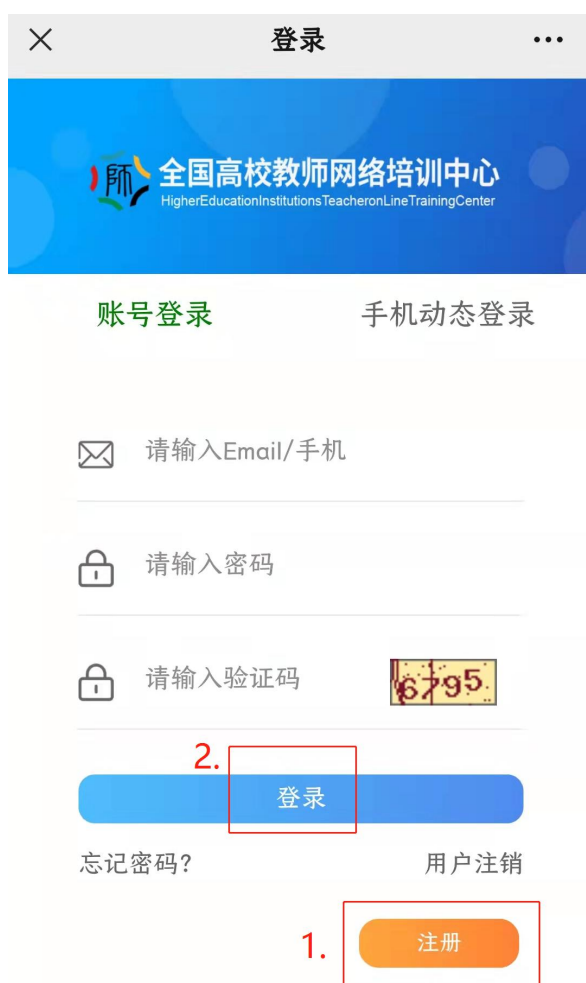 登录
師 全国高校教师网络培训中心
HigherEducationInstitutionsTeacheronLineTrainingCenter
账号登录 手机动态登录
请输入Email/手机
请输入密码
请输入验证码 6795
2.
登录
忘记密码? 用户注销
1. 注册